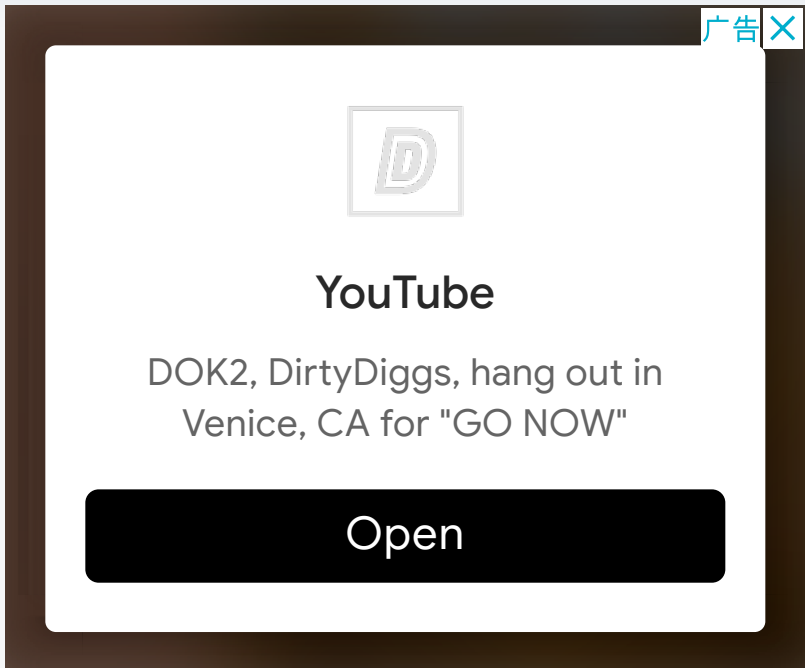 广告
D
YouTube
DOK2, DirtyDiggs, hang out in
Venice, CA for "GO NOW"
Open